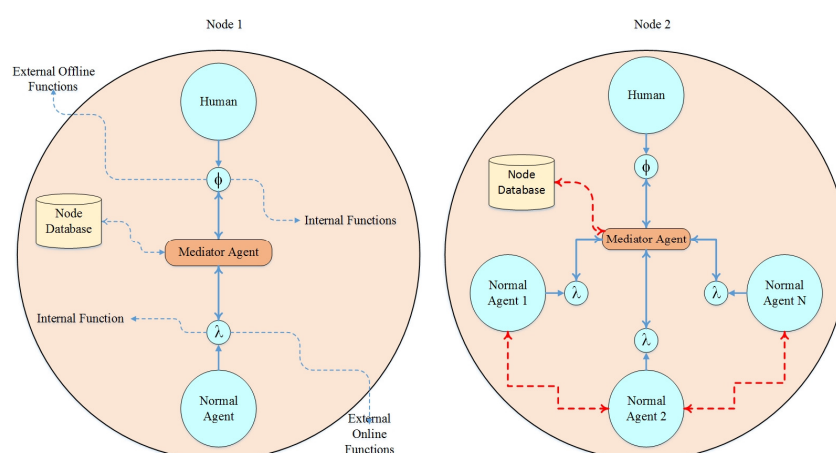 Node 1
External Offline
Functions
Human
ϕ
Node
Database
Internal Functions
Mediator Agent
Internal Function
λ
Normal
Agent
External
Online
Functions
Node 2
Human
ϕ
Node
Database
Mediator Agent
Normal
Agent 1
λ
λ
Normal
Agent N
λ
Normal
Agent 2